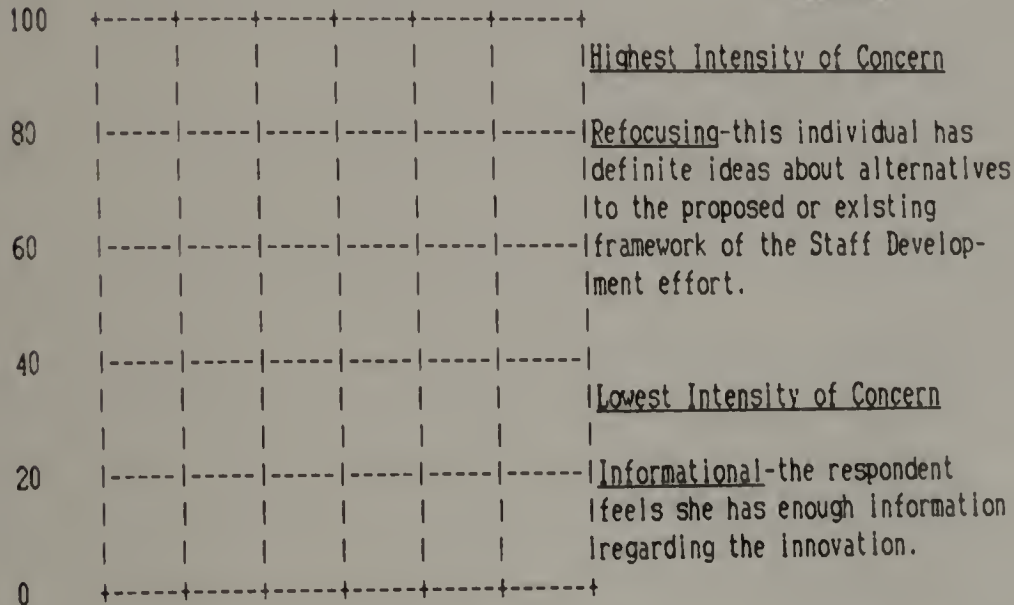 100
Highest Intensity of Concern
80 Refocusing-this individual has
definite ideas about alternatives
to the proposed or existing
60 framework of the Staff Develop-
ment effort.
40
Lowest Intensity of Concern
20 Informational-the respondent
feels she has enough information
regarding the innovation.
0